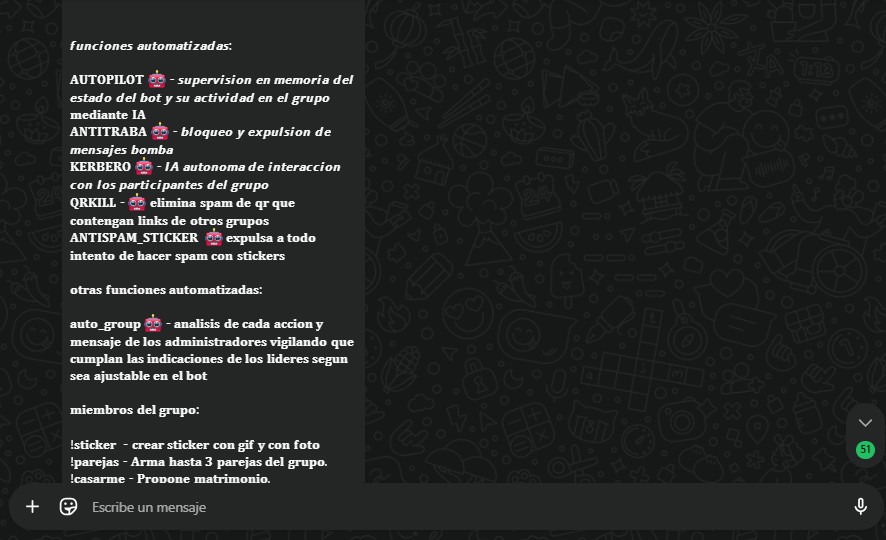 funciones automatizadas:
AUTOPILOT 🤖 - supervision en memoria del
estado del bot y su actividad en el grupo
mediante IA
ANTITRABA 🤖 - bloqueo y expulsion de
mensajes bomba
KERBERO 🤖 - IA autonoma de interaccion
con los participantes del grupo
QRKILL - 🤖 elimina spam de qr que
contengan links de otros grupos
ANTISPAM_STICKER 🤖 expulsa a todo
intento de hacer spam con stickers
otras funciones automatizadas:
auto_group 🤖 - analisis de cada accion y
mensaje de los administradores vigilando que
cumplan las indicaciones de los lideres segun
sea ajustable en el bot
miembros del grupo:
!sticker - crear sticker con gif y con foto
!parejas - Arma hasta 3 parejas del grupo.
!casarme - Propone matrimonio.
51
Escribe un mensaje